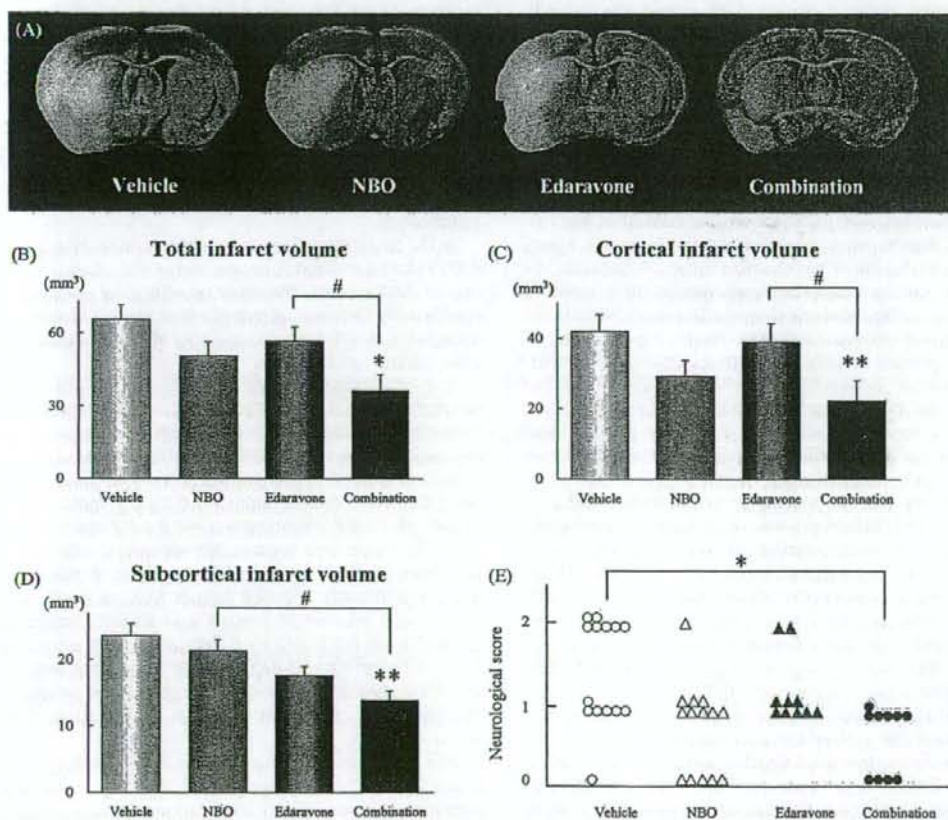 (A)
Vehicle NBO Edaravone Combination
(B) Total infarct volume
(mm³)
#
*
60
30
0
Vehicle NBO Edaravone Combination
(C) Cortical infarct volume
(mm³)
#
**
40
20
0
Vehicle NBO Edaravone Combination
(D) Subcortical infarct volume
(mm³)
#
**
20
10
0
Vehicle NBO Edaravone Combination
(E)
*
Neurological score
2
1
0
Vehicle NBO Edaravone Combination